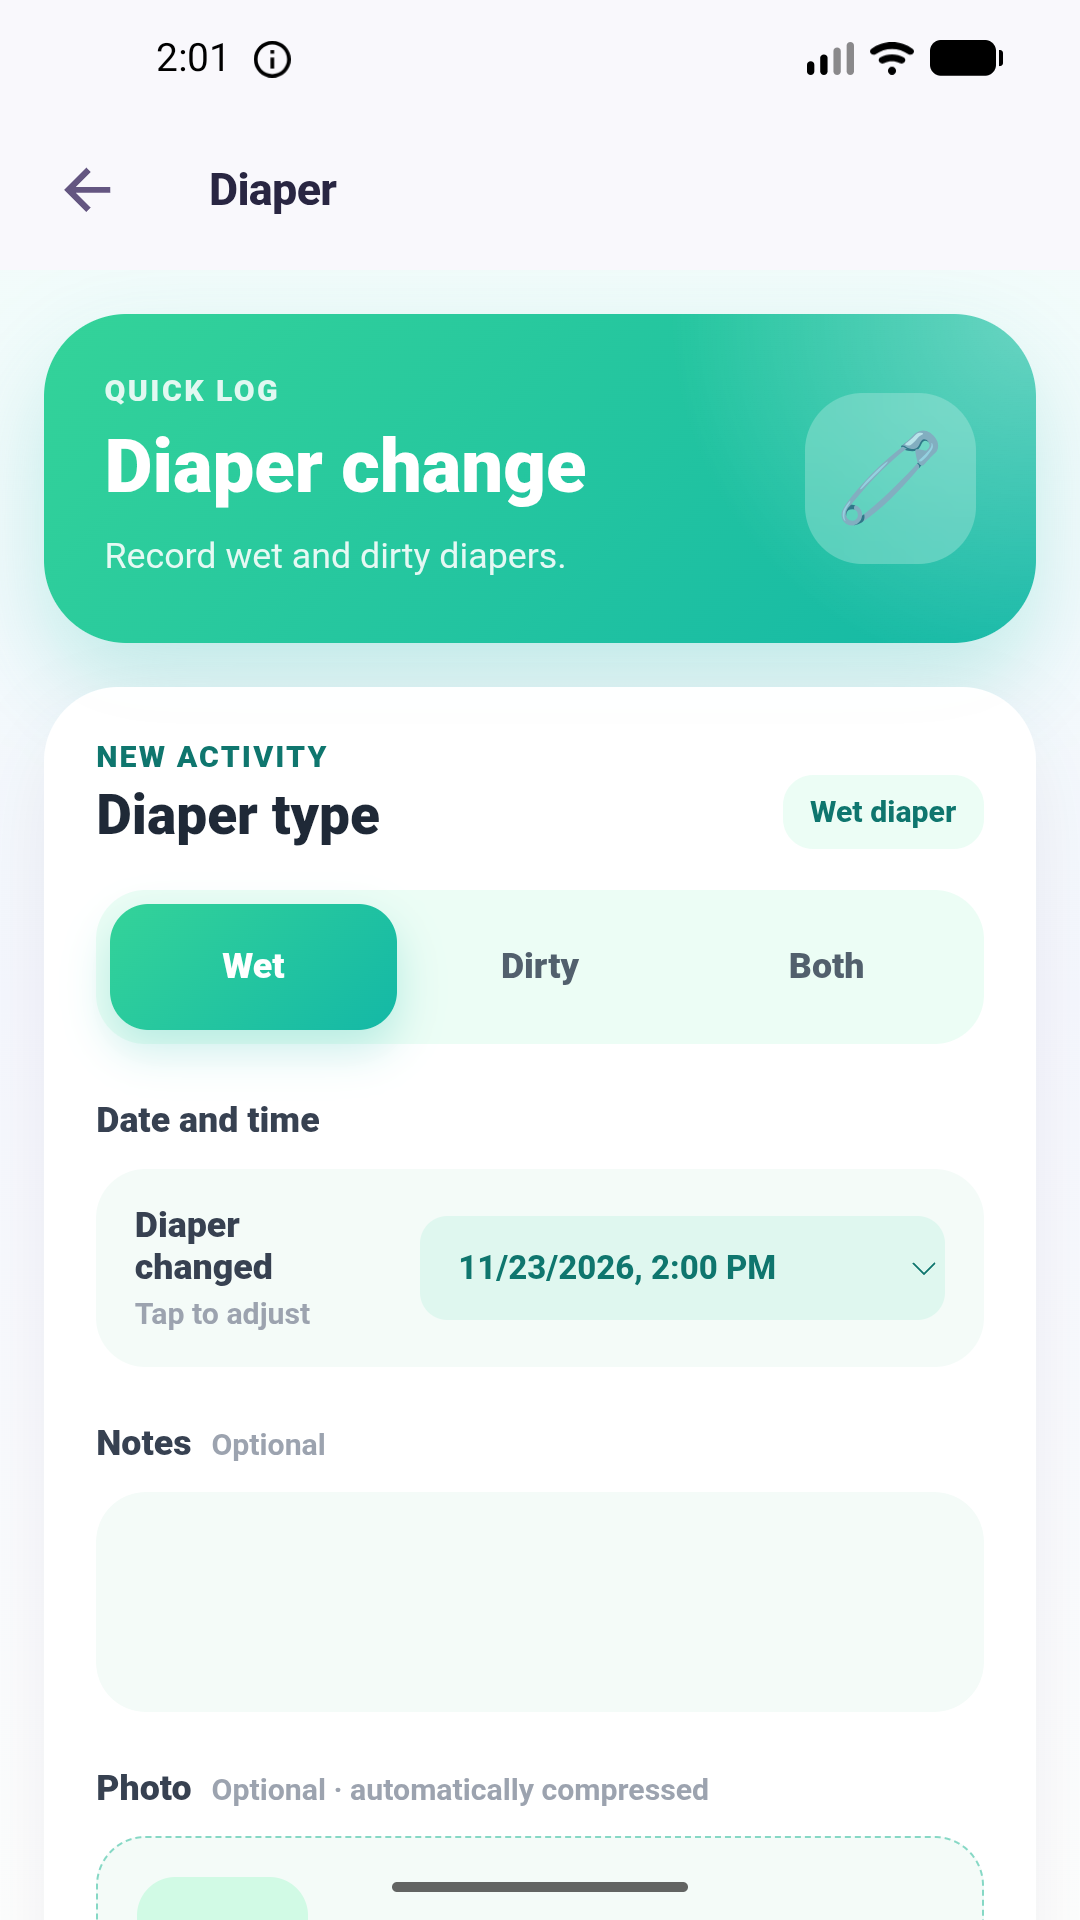 2:01
Diaper
QUICK LOG
Diaper change
Record wet and dirty diapers.
NEW ACTIVITY
Diaper type
Wet diaper
Wet
Dirty
Both
Date and time
Diaper
changed
Tap to adjust
11/23/2026, 2:00 PM
Notes Optional
Photo Optional · automatically compressed